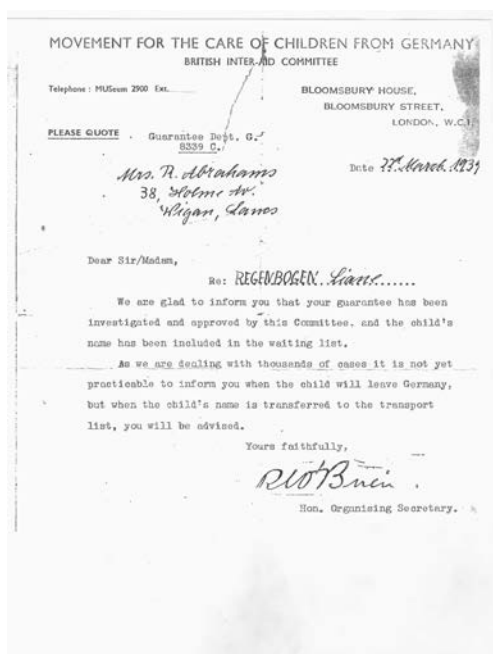 MOVEMENT FOR THE CARE OF CHILDREN FROM GERMANY
BRITISH INTER-AID COMMITTEE
Telephone : MUSeum 2900 Ext.
BLOOMSBURY HOUSE,
BLOOMSBURY STREET,
LONDON, W.C.1.
PLEASE QUOTE . Guarantee Dept. G.
8339 C.
Date March 1939
Mrs. R. Abrahams
38, Holme
Wigan, Lancs
Dear Sir/Madam,
Re: REGENBOGEN, Liane.......
We are glad to inform you that your guarantee has been
investigated and approved by this Committee, and the child's
name has been included in the waiting list.
As we are dealing with thousands of cases it is not yet
practicable to inform you when the child will leave Germany,
but when the child's name is transferred to the transport
list, you will be advised.
Yours faithfully,
O'Brien
Hon. Organising Secretary.